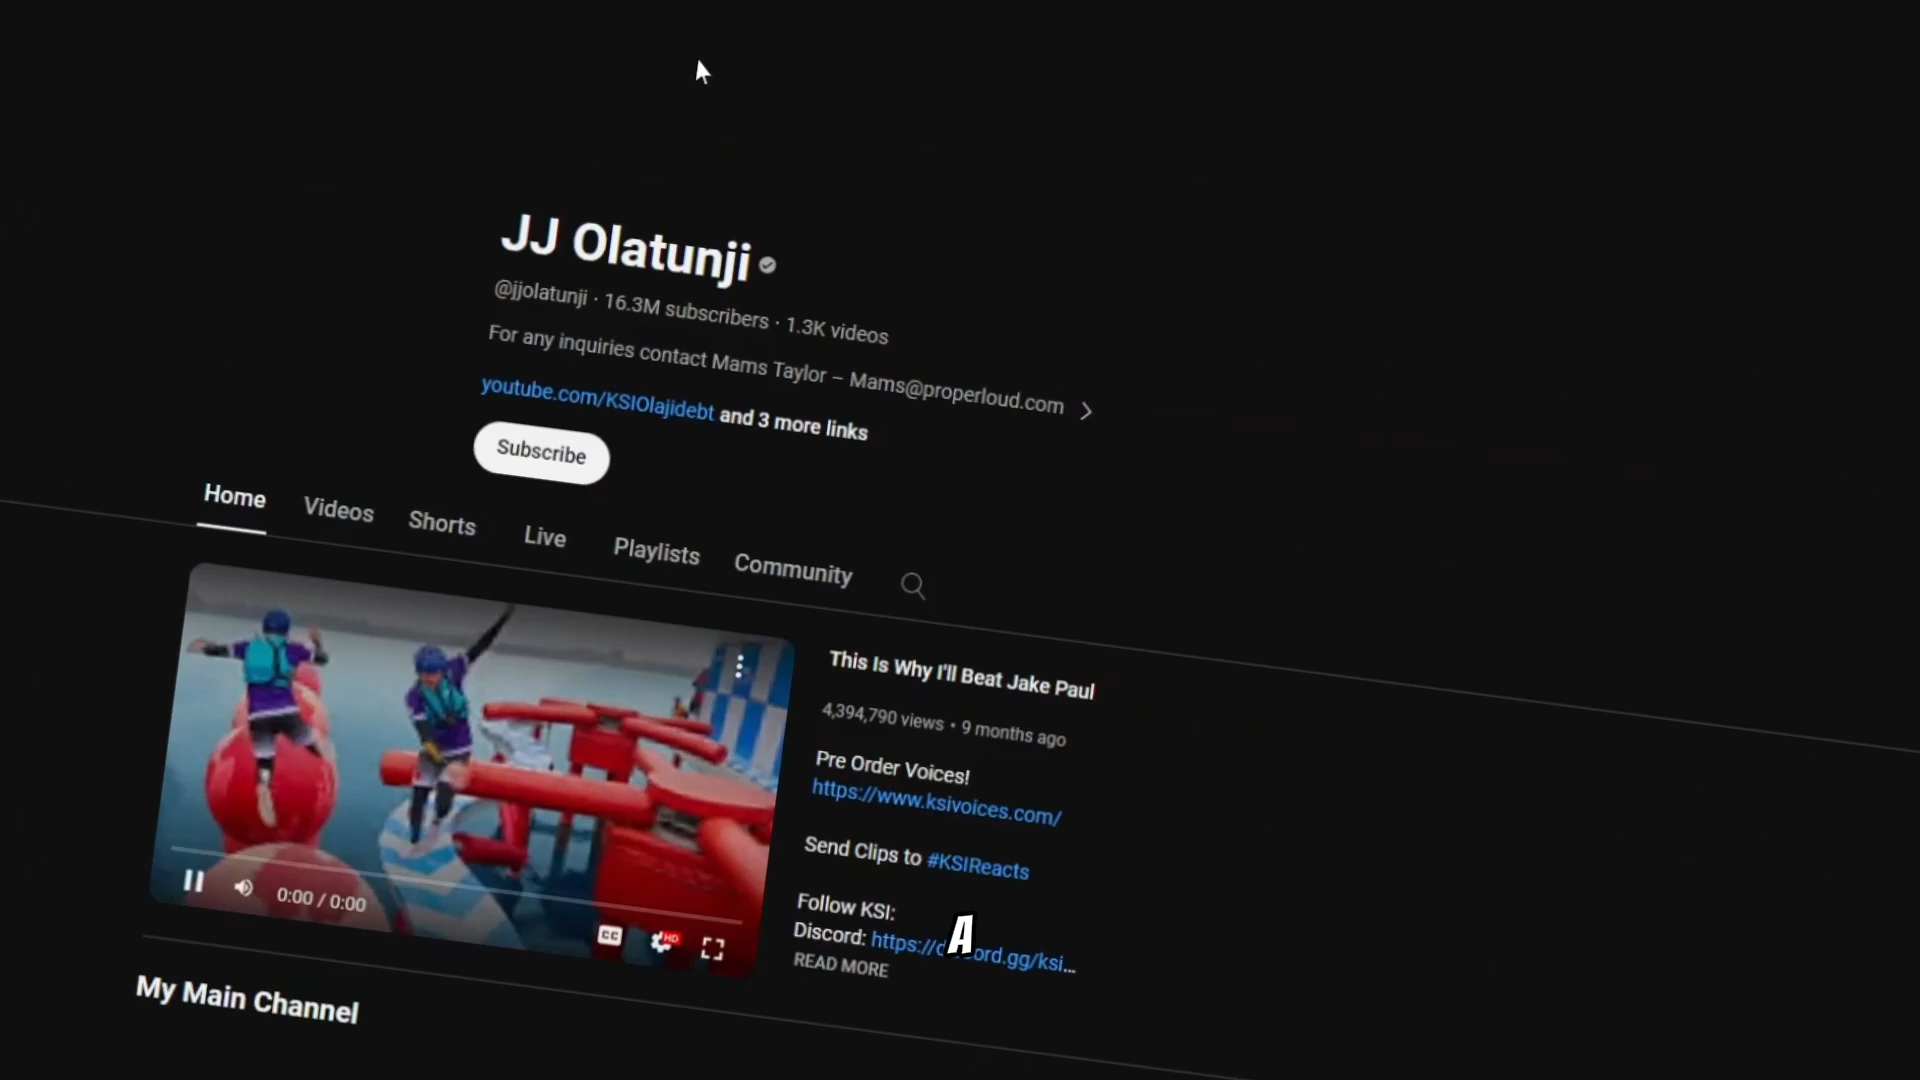 JJ Olatunji
@jjolatunji · 16.3M subscribers · 1.3K videos
For any inquiries contact Mams Taylor – Mams@properloud.com
youtube.com/KSIOlajidebt and 3 more links
Subscribe
Home Videos Shorts Live Playlists Community
This Is Why I'll Beat Jake Paul
4,394,790 views • 9 months ago
Pre Order Voices!
https://www.ksivoices.com/
Send Clips to #KSIReacts
Follow KSI:
Discord: https://discord.gg/ksi...
READ MORE
A
0:00 / 0:00
CC HD
My Main Channel